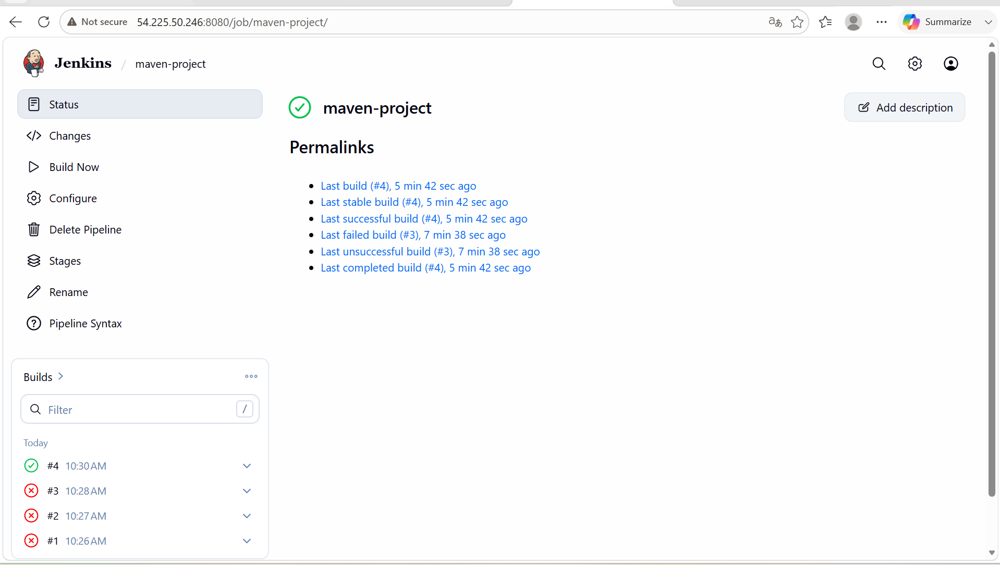 Not secure 54.225.50.246:8080/job/maven-project/ aあ Summarize
Jenkins / maven-project
Status
Changes
Build Now
Configure
Delete Pipeline
Stages
Rename
Pipeline Syntax
maven-project
Add description
Permalinks
• Last build (#4), 5 min 42 sec ago
• Last stable build (#4), 5 min 42 sec ago
• Last successful build (#4), 5 min 42 sec ago
• Last failed build (#3), 7 min 38 sec ago
• Last unsuccessful build (#3), 7 min 38 sec ago
• Last completed build (#4), 5 min 42 sec ago
Builds
Filter /
Today
#4 10:30 AM
#3 10:28 AM
#2 10:27 AM
#1 10:26 AM